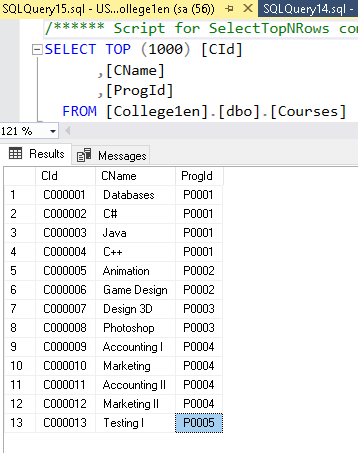 SQLQuery15.sql - US...ollege1en (sa (56))
SQLQuery14.sql -
/****** Script for SelectTopNRows co
SELECT TOP (1000) [CId]
,[CName]
,[ProgId]
FROM [College1en].[dbo].[Courses]
121 %
Results Messages
CId CName ProgId
1 C000001 Databases P0001
2 C000002 C# P0001
3 C000003 Java P0001
4 C000004 C++ P0001
5 C000005 Animation P0002
6 C000006 Game Design P0002
7 C000007 Design 3D P0003
8 C000008 Photoshop P0003
9 C000009 Accounting I P0004
10 C000010 Marketing P0004
11 C000011 Accounting II P0004
12 C000012 Marketing II P0004
13 C000013 Testing I P0005